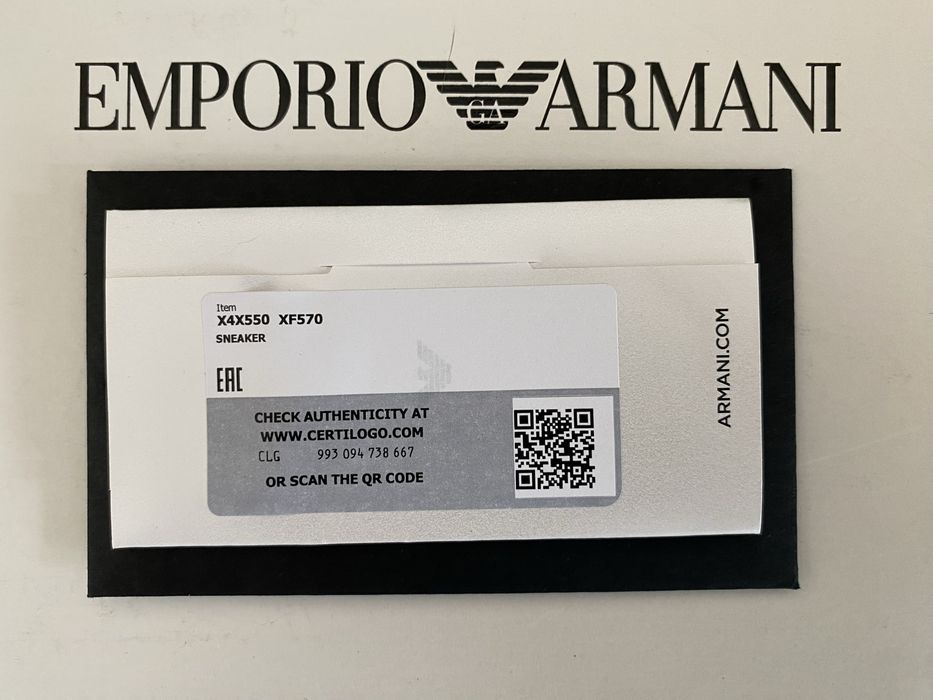 EMPORIO GA ARMANI
Item
X4X550 XF570
SNEAKER
EAC
CHECK AUTHENTICITY AT
WWW.CERTILOGO.COM
CLG 993 094 738 667
OR SCAN THE QR CODE
ARMANI.COM